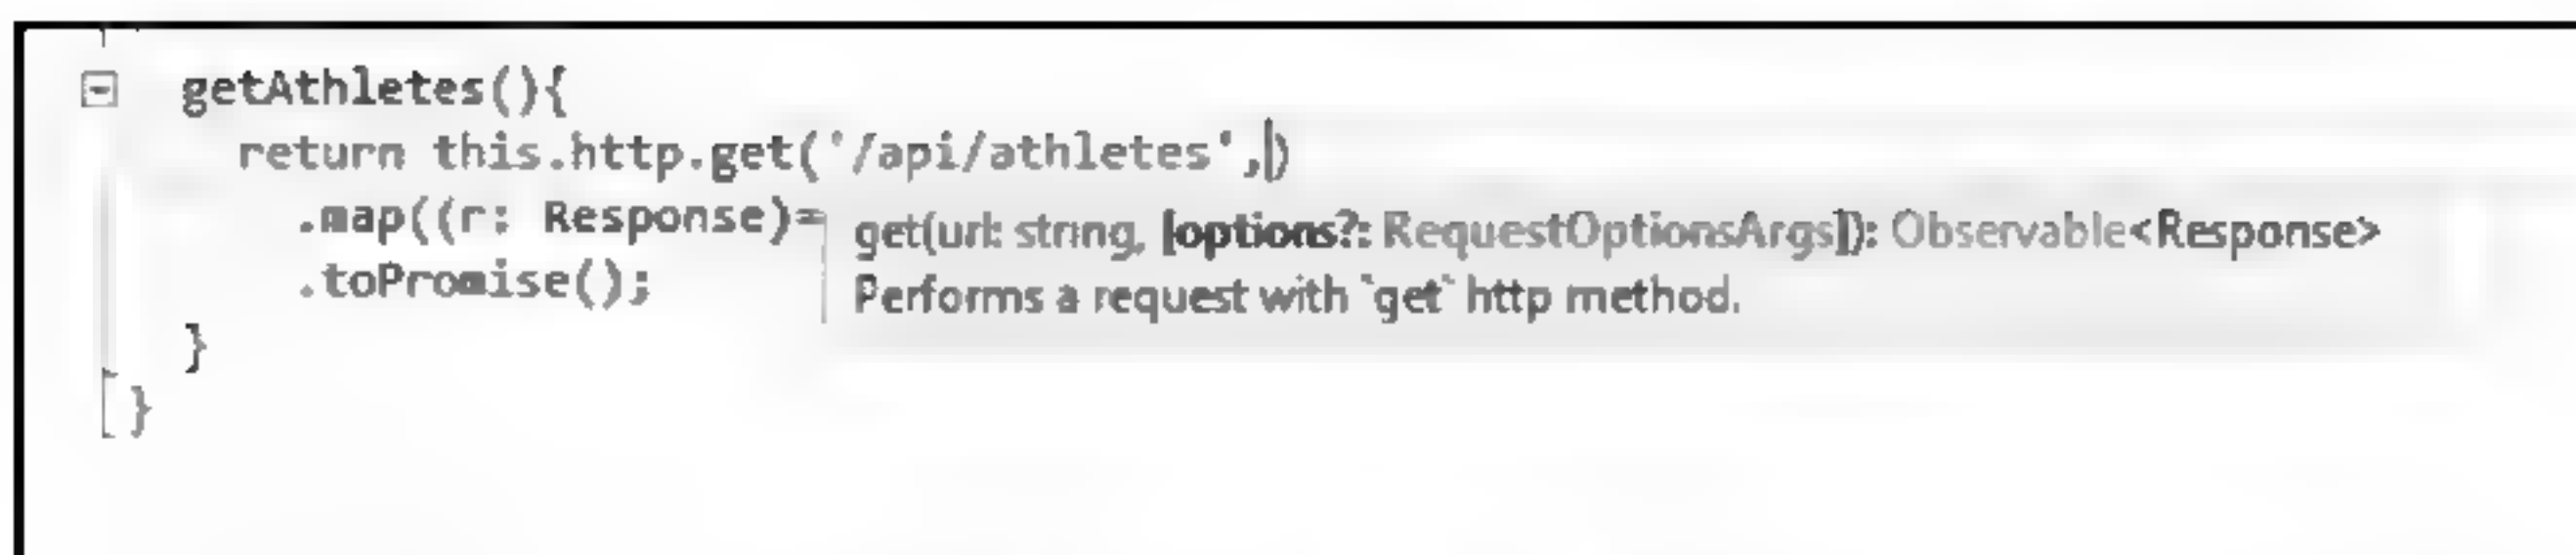 getAthletes(){
return this.http.get('/api/athletes',)
.map((r: Response)=
get(url: string, [options?: RequestOptionsArgs]): Observable<Response>
.toPromise();
Performs a request with `get` http method.
}
}